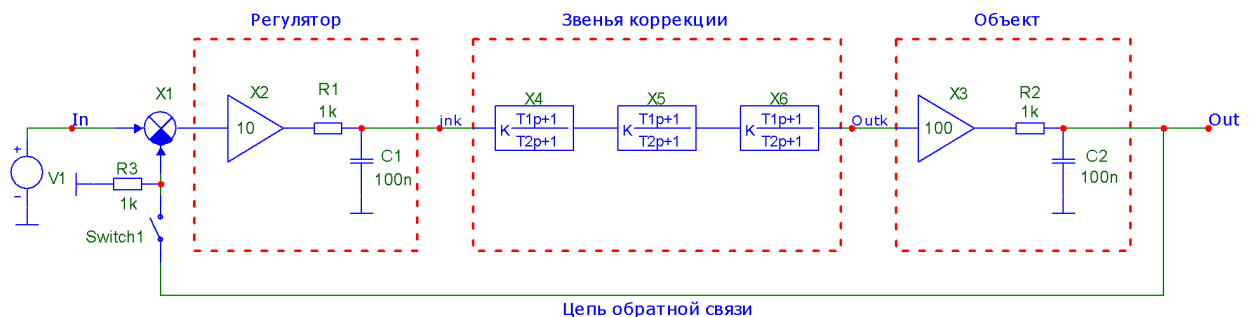 Регулятор
Звенья коррекции
Объект
In
X1
X2
10
R1
1k
ink
X4
K T1p+1
T2p+1
X5
K T1p+1
T2p+1
X6
K T1p+1
T2p+1
Outk
X3
100
R2
1k
Out
+
V1
–
R3
1k
C1
100n
C2
100n
Switch1
Цепь обратной связи